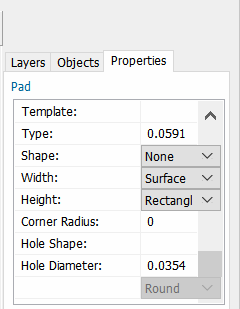 Layers Objects Properties
Pad
Template:
Type: 0.0591
Shape: None
Width: Surface
Height: Rectangl
Corner Radius: 0
Hole Shape:
Hole Diameter: 0.0354
Round